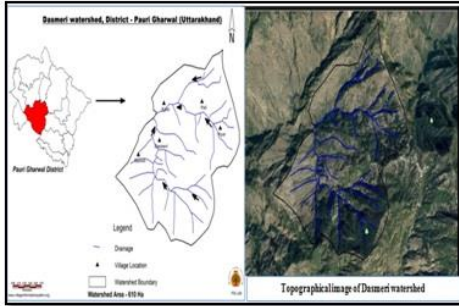 Dasmeri watershed, District - Pauri Gharwal (Uttarakhand)
N
Pauri Gharwal District
Legend
Drainage
Village Location
Watershed Boundary
Watershed Area - 610 Ha
Topographical image of Dasmeri watershed